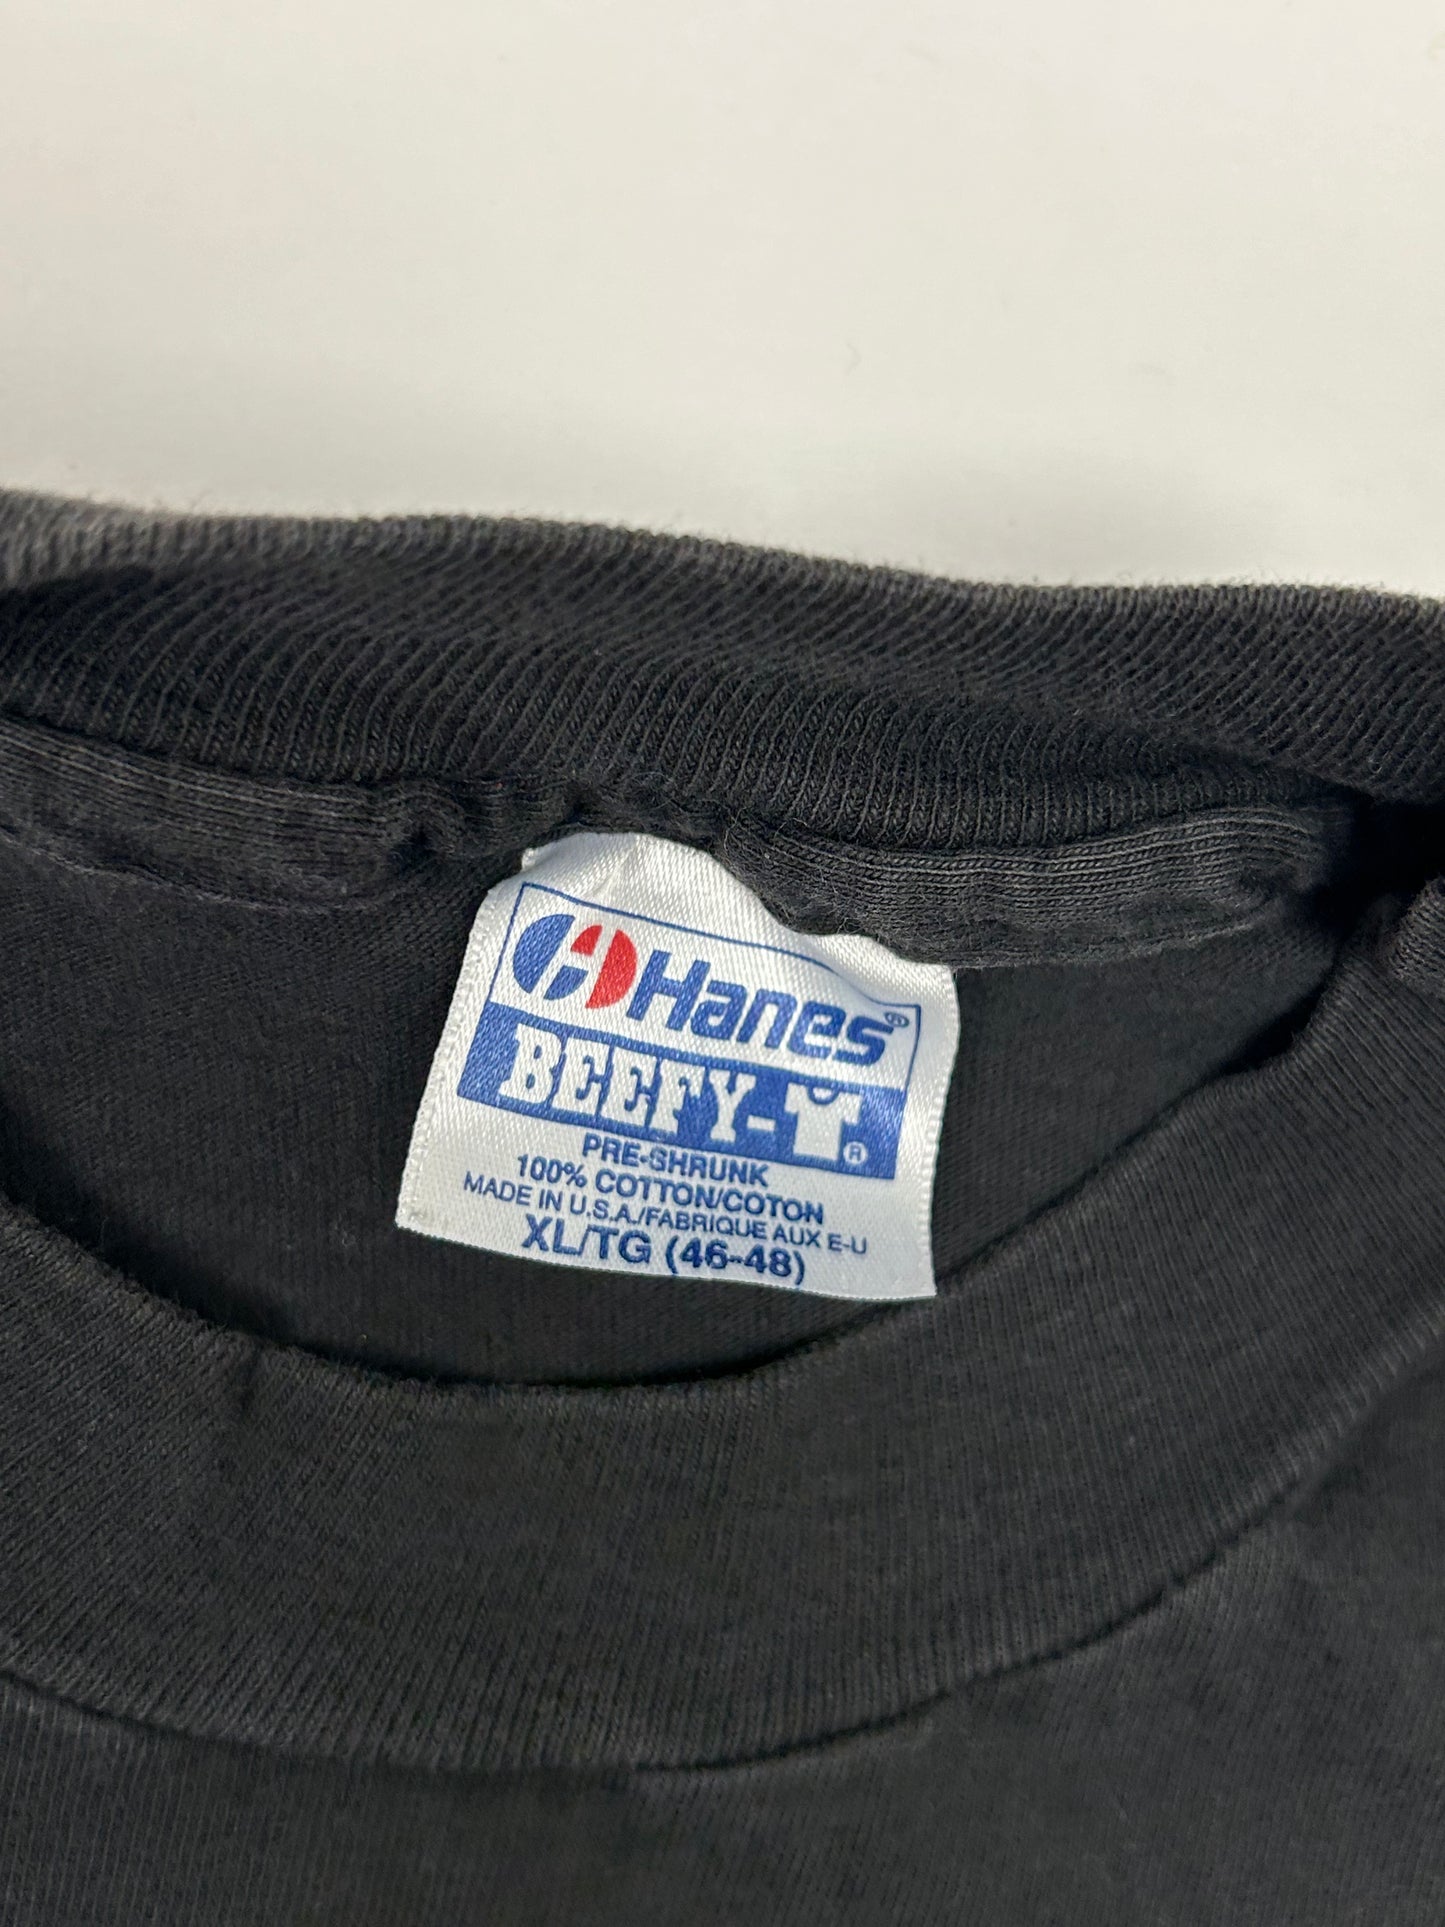 Hanes®
BEEFY-T®
PRE-SHRUNK
100% COTTON/COTON
MADE IN U.S.A./FABRIQUE AUX E-U
XL/TG (46-48)